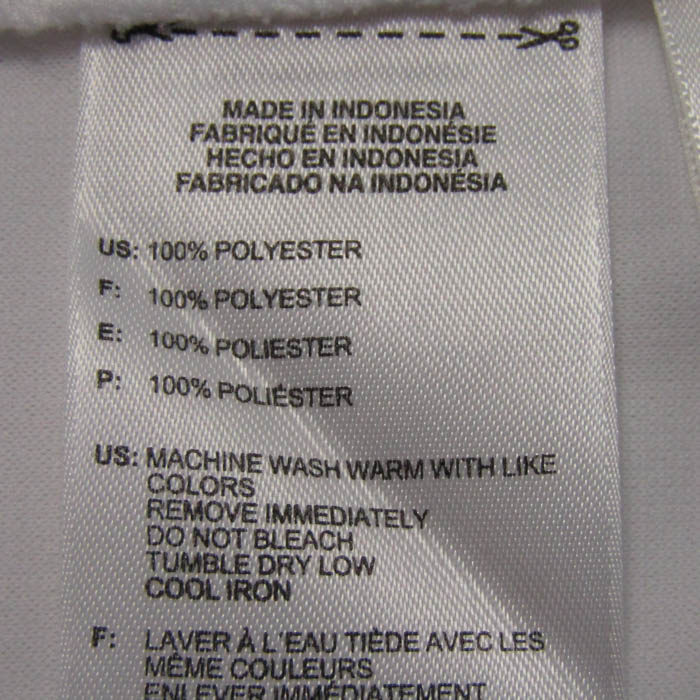 MADE IN INDONESIA
FABRIQUÉ EN INDONÉSIE
HECHO EN INDONESIA
FABRICADO NA INDONÉSIA
US: 100% POLYESTER
F: 100% POLYESTER
E: 100% POLIESTER
P: 100% POLIÉSTER
US: MACHINE WASH WARM WITH LIKE
COLORS
REMOVE IMMEDIATELY
DO NOT BLEACH
TUMBLE DRY LOW
COOL IRON
F: LAVER À L'EAU TIÈDE AVEC LES
MÊME COULEURS
ENLEVER IMMÉDIATEMENT